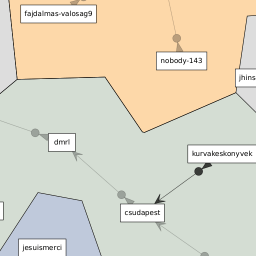 fajdalmas-valosag9
nobody-143
jhins
dmrl
kurvakeskonyvek
csudapest
jesuismerci